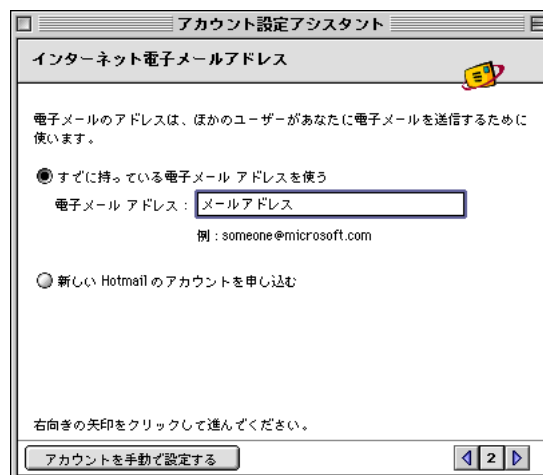 アカウント設定アシスタント
インターネット電子メールアドレス
電子メールのアドレスは、ほかのユーザーがあなたに電子メールを送信するために
使います。
すでに持っている電子メール アドレスを使う
電子メール アドレス： メールアドレス
例：someone@microsoft.com
新しい Hotmail のアカウントを申し込む
右向きの矢印をクリックして進んでください。
アカウントを手動で設定する 2